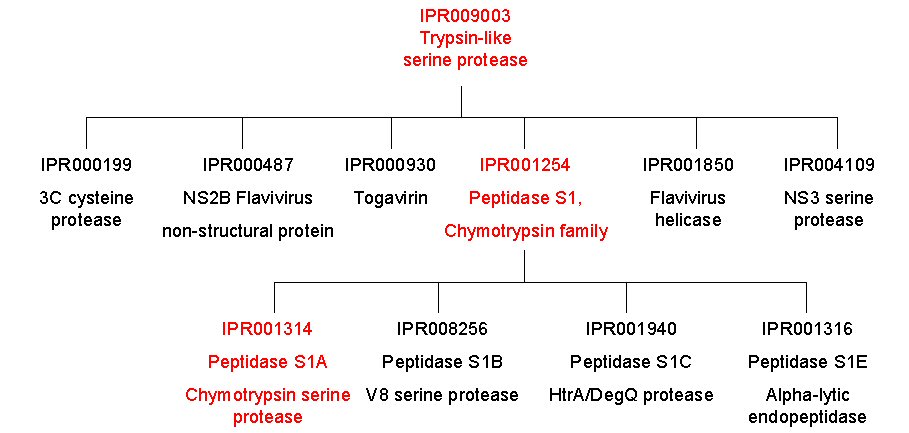 IPR009003
Trypsin-like
serine protease
IPR000199
3C cysteine
protease
IPR000487
NS2B Flavivirus
non-structural protein
IPR000930
Togavirin
IPR001254
Peptidase S1,
Chymotrypsin family
IPR001850
Flavivirus
helicase
IPR004109
NS3 serine
protease
IPR001314
Peptidase S1A
Chymotrypsin serine
protease
IPR008256
Peptidase S1B
V8 serine protease
IPR001940
Peptidase S1C
HtrA/DegQ protease
IPR001316
Peptidase S1E
Alpha-lytic
endopeptidase